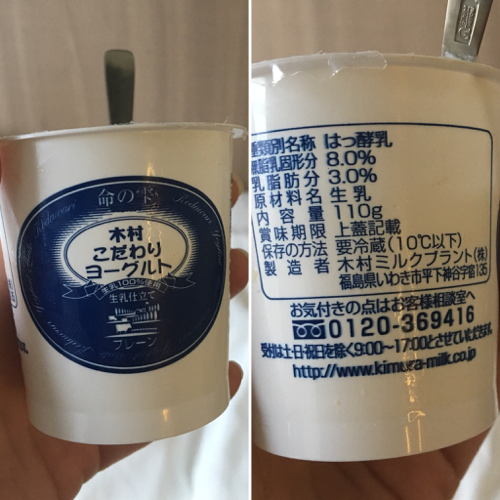 命の雫
Kodawari
木村
こだわり
ヨーグルト
生乳100%使用
生乳仕立て
プレーン
種類別名称 はっ酵乳
無脂乳固形分 8.0%
乳脂肪分 3.0%
原材料名 生乳
内容量 110g
賞味期限 上蓋記載
保存の方法 要冷蔵(10℃以下)
製造者 木村ミルクプラント(株)
福島県いわき市平下神谷字宿135
お気付きの点はお客様相談室へ
0120-369416
受付は土・日・祝日を除く9:00~17:00とさせていただきます。
http://www.kimura-milk.co.jp